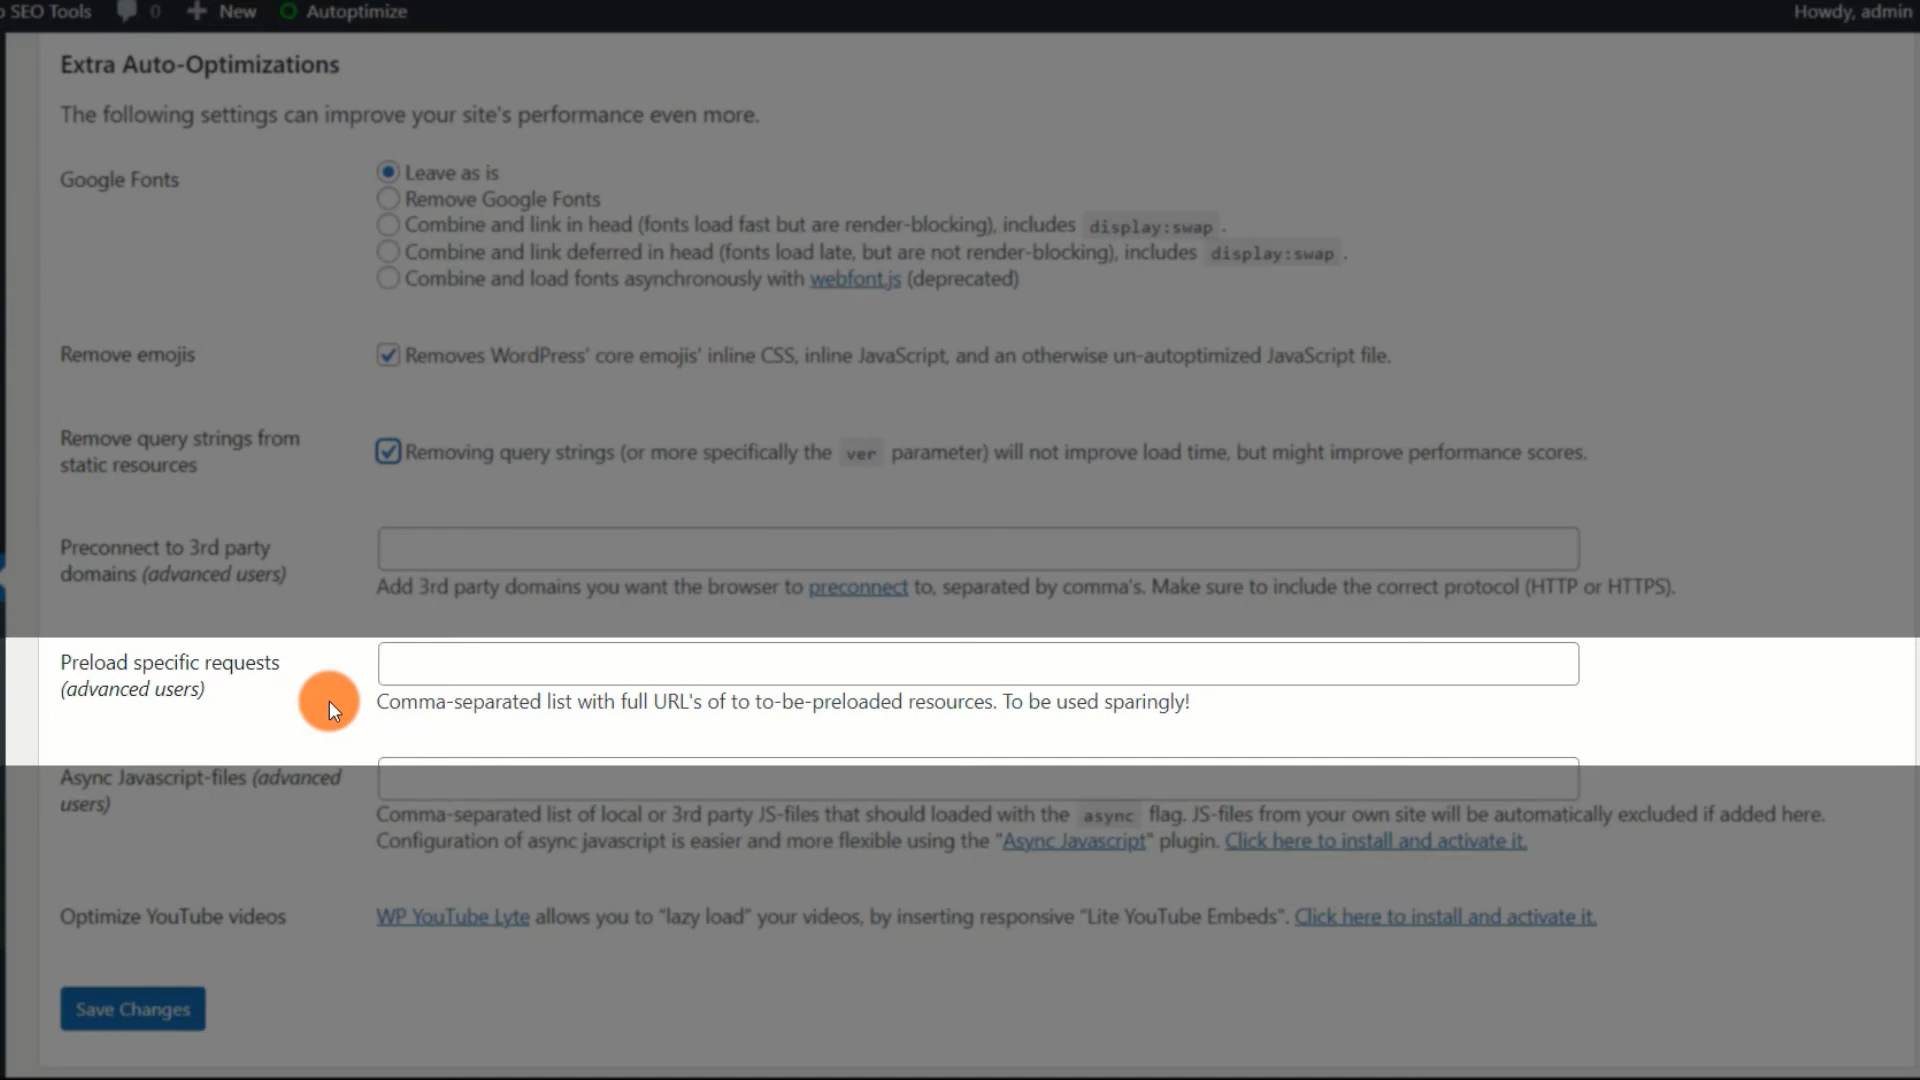 SEO Tools 0 New Autoptimize Howdy, admin
Extra Auto-Optimizations
The following settings can improve your site's performance even more.
Google Fonts
Leave as is
Remove Google Fonts
Combine and link in head (fonts load fast but are render-blocking), includes display:swap .
Combine and link deferred in head (fonts load late, but are not render-blocking), includes display:swap .
Combine and load fonts asynchronously with webfont.js (deprecated)
Remove emojis
Removes WordPress' core emojis' inline CSS, inline JavaScript, and an otherwise un-autoptimized JavaScript file.
Remove query strings from
static resources
Removing query strings (or more specifically the ver parameter) will not improve load time, but might improve performance scores.
Preconnect to 3rd party
domains (advanced users)
Add 3rd party domains you want the browser to preconnect to, separated by comma's. Make sure to include the correct protocol (HTTP or HTTPS).
Preload specific requests
(advanced users)
Comma-separated list with full URL's of to to-be-preloaded resources. To be used sparingly!
Async Javascript-files (advanced
users)
Comma-separated list of local or 3rd party JS-files that should loaded with the async flag. JS-files from your own site will be automatically excluded if added here.
Configuration of async javascript is easier and more flexible using the "Async Javascript" plugin. Click here to install and activate it.
Optimize YouTube videos
WP YouTube Lyte allows you to “lazy load” your videos, by inserting responsive “Lite YouTube Embeds”. Click here to install and activate it.
Save Changes